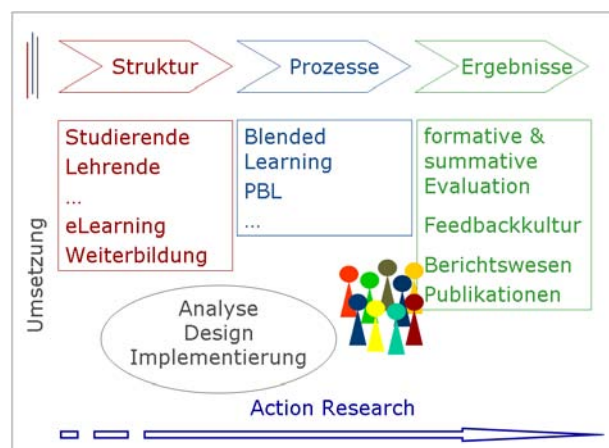 Struktur
Prozesse
Ergebnisse
Umsetzung
Studierende
Lehrende
...
eLearning
Weiterbildung
Blended
Learning
PBL
...
formative &
summative
Evaluation
Feedbackkultur
Berichtswesen
Publikationen
Analyse
Design
Implementierung
Action Research